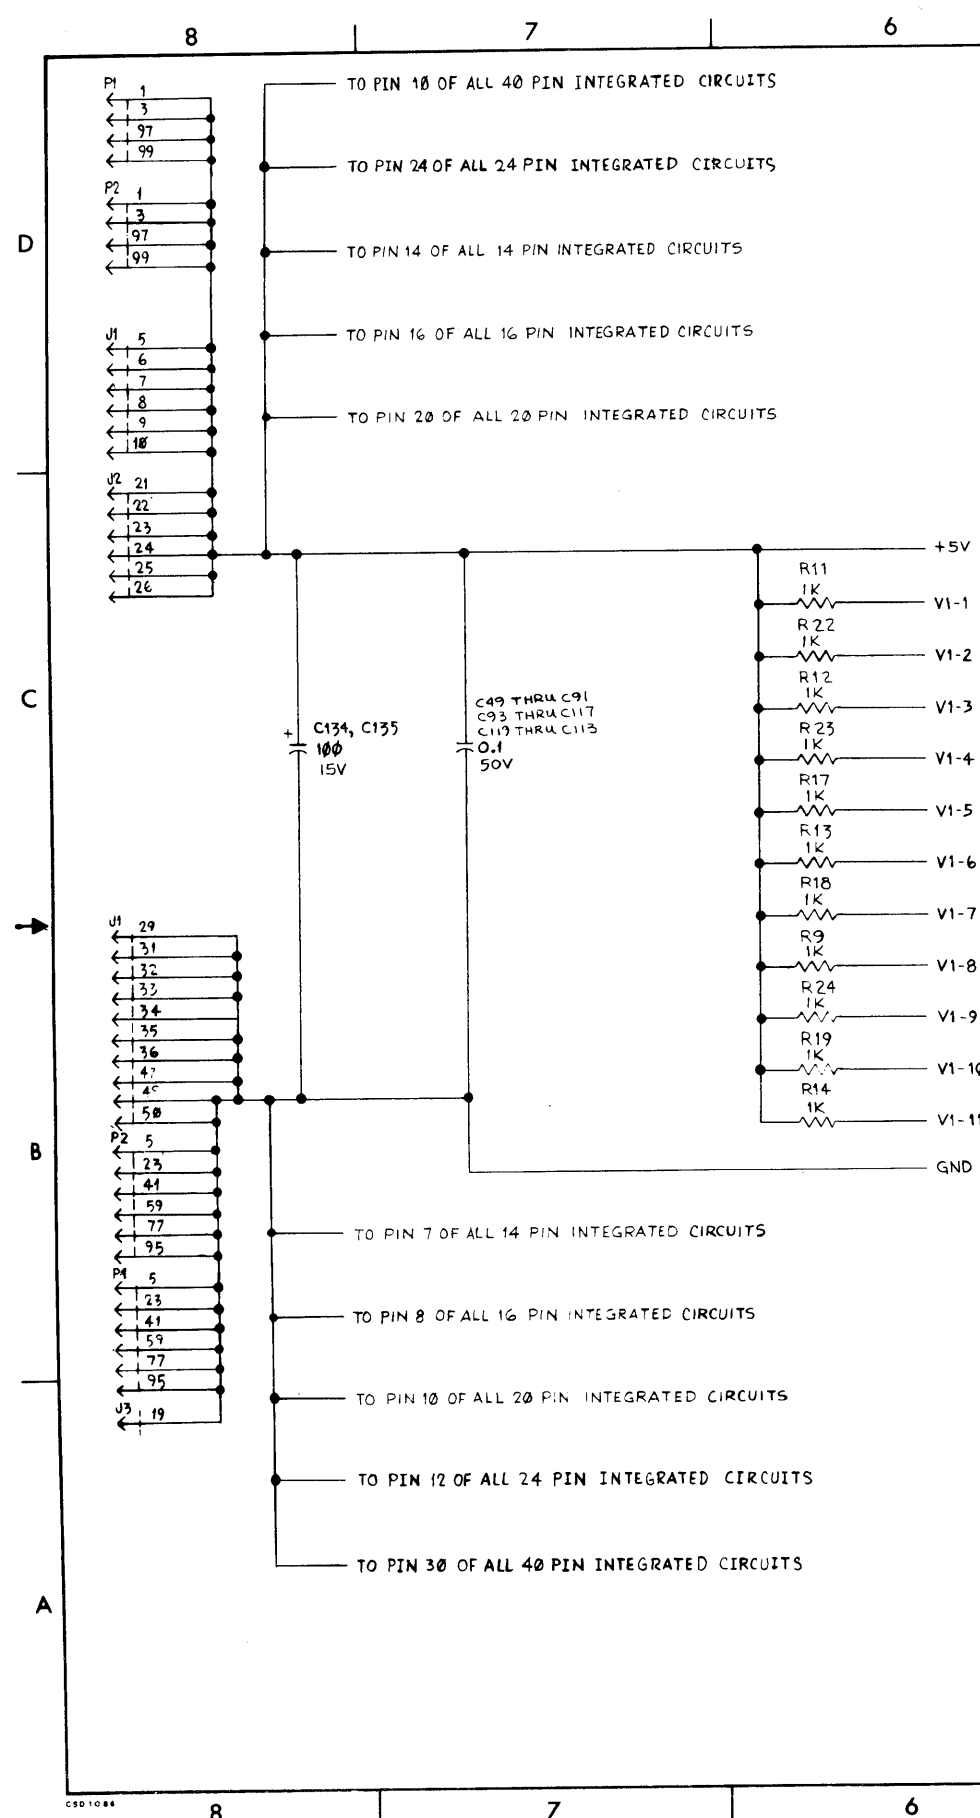 8 7 6
P1
1
3
97
99
TO PIN 10 OF ALL 40 PIN INTEGRATED CIRCUITS
TO PIN 24 OF ALL 24 PIN INTEGRATED CIRCUITS
P2
1
3
97
99
D
TO PIN 14 OF ALL 14 PIN INTEGRATED CIRCUITS
TO PIN 16 OF ALL 16 PIN INTEGRATED CIRCUITS
J1
5
6
7
8
9
10
TO PIN 20 OF ALL 20 PIN INTEGRATED CIRCUITS
J2
21
22
23
24
25
26
+5V
R11
1K
V1-1
R22
1K
V1-2
R12
1K
V1-3
R23
1K
V1-4
R17
1K
V1-5
R13
1K
V1-6
R18
1K
V1-7
R9
1K
V1-8
R24
1K
V1-9
R19
1K
V1-10
R14
1K
V1-11
C
+
C134, C135
100
15V
C49 THRU C91
C93 THRU C117
C119 THRU C113
0.1
50V
J1
29
31
32
33
34
35
36
47
50
GND
B
P2
5
23
41
59
77
95
TO PIN 7 OF ALL 14 PIN INTEGRATED CIRCUITS
P1
5
23
41
59
77
95
TO PIN 8 OF ALL 16 PIN INTEGRATED CIRCUITS
TO PIN 10 OF ALL 20 PIN INTEGRATED CIRCUITS
J3
19
TO PIN 12 OF ALL 24 PIN INTEGRATED CIRCUITS
TO PIN 30 OF ALL 40 PIN INTEGRATED CIRCUITS
A
CSD 1086
8 7 6